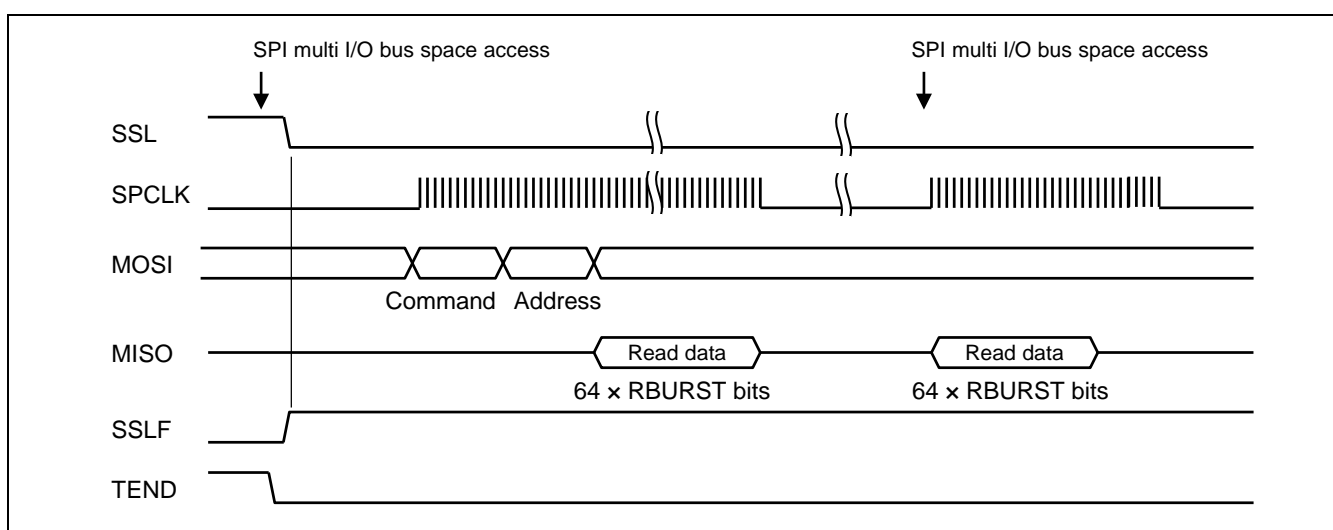 SPI multi I/O bus space access SPI multi I/O bus space access
SSL
SPCLK
MOSI
Command Address
MISO Read data Read data
64 × RBURST bits 64 × RBURST bits
SSLF
TEND